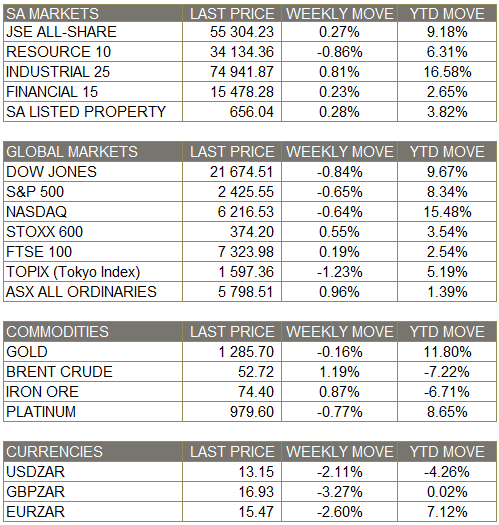 SA MARKETS LAST PRICE WEEKLY MOVE YTD MOVE
JSE ALL-SHARE 55 304.23 0.27% 9.18%
RESOURCE 10 34 134.36 -0.86% 6.31%
INDUSTRIAL 25 74 941.87 0.81% 16.58%
FINANCIAL 15 15 478.28 0.23% 2.65%
SA LISTED PROPERTY 656.04 0.28% 3.82%
GLOBAL MARKETS LAST PRICE WEEKLY MOVE YTD MOVE
DOW JONES 21 674.51 -0.84% 9.67%
S&P 500 2 425.55 -0.65% 8.34%
NASDAQ 6 216.53 -0.64% 15.48%
STOXX 600 374.20 0.55% 3.54%
FTSE 100 7 323.98 0.19% 2.54%
TOPIX (Tokyo Index) 1 597.36 -1.23% 5.19%
ASX ALL ORDINARIES 5 798.51 0.96% 1.39%
COMMODITIES LAST PRICE WEEKLY MOVE YTD MOVE
GOLD 1 285.70 -0.16% 11.80%
BRENT CRUDE 52.72 1.19% -7.22%
IRON ORE 74.40 0.87% -6.71%
PLATINUM 979.60 -0.77% 8.65%
CURRENCIES LAST PRICE WEEKLY MOVE YTD MOVE
USDZAR 13.15 -2.11% -4.26%
GBPZAR 16.93 -3.27% 0.02%
EURZAR 15.47 -2.60% 7.12%